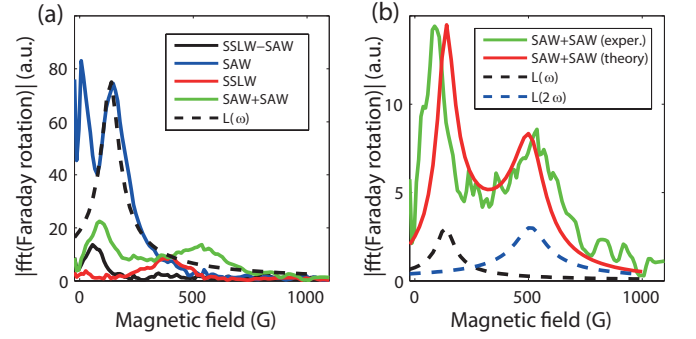 (a)
80
60
40
20
0
|fft(Faraday rotation)| (a.u.)
SSLW−SAW
SAW
SSLW
SAW+SAW
L(ω)
0
500
1000
Magnetic field (G)
(b)
10
5
0
|fft(Faraday rotation)| (a.u.)
SAW+SAW (exper.)
SAW+SAW (theory)
L(ω)
L(2ω)
0
500
1000
Magnetic field (G)